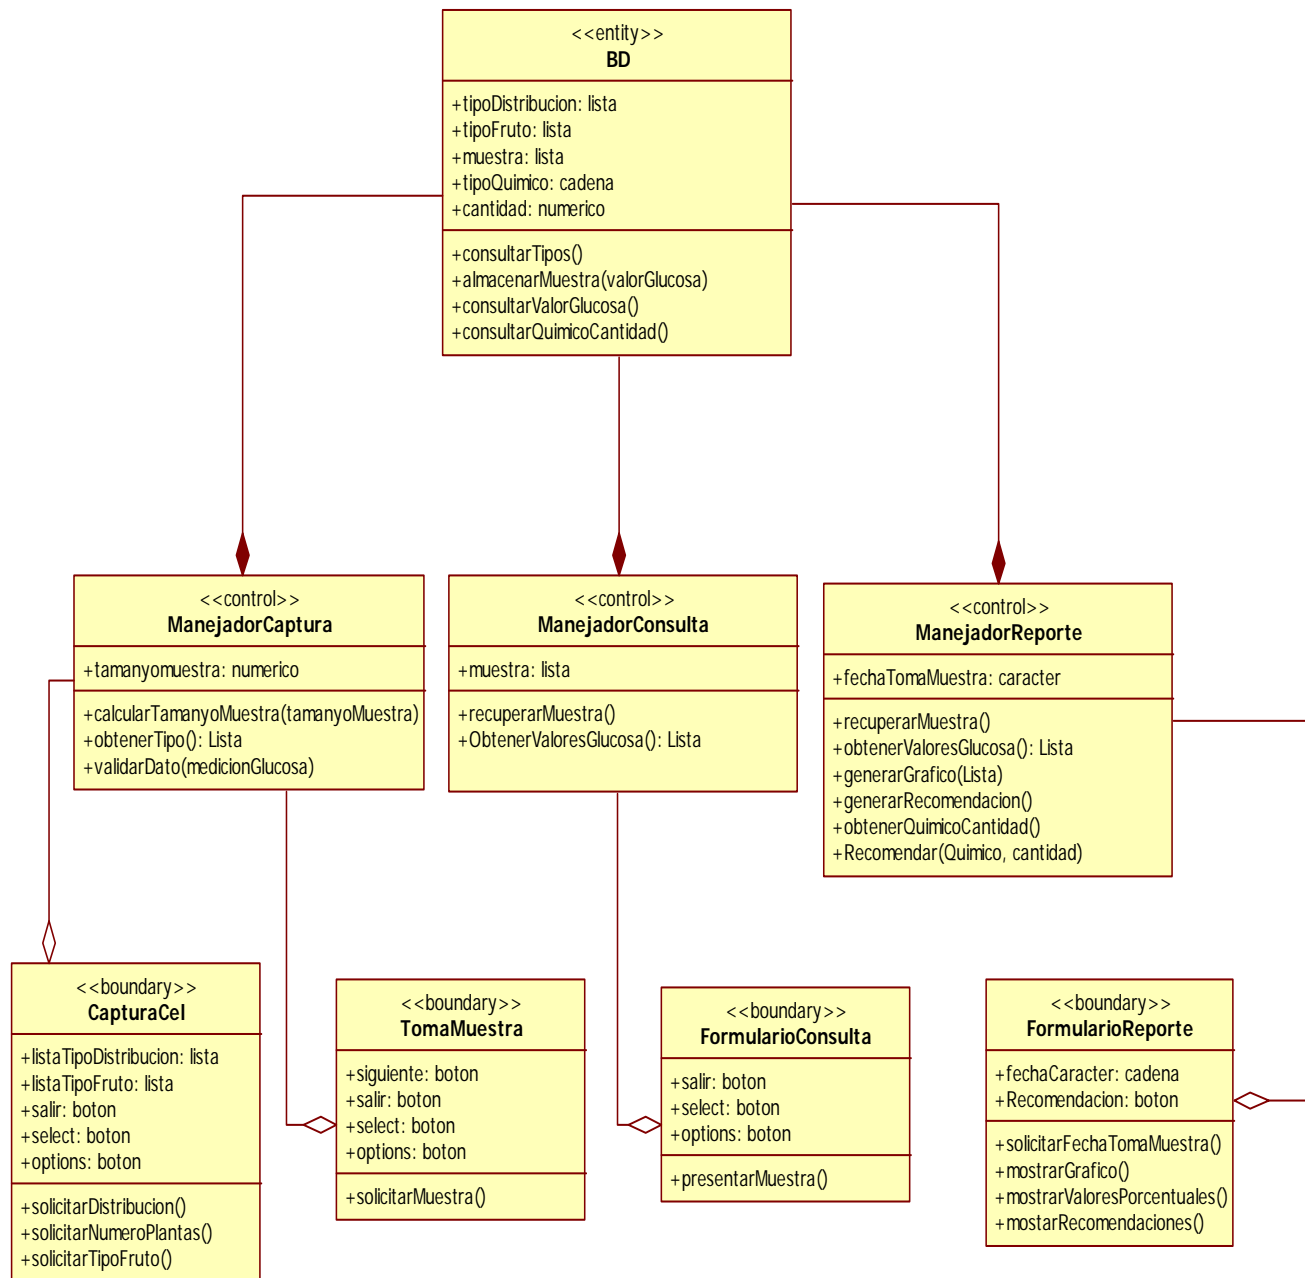 <<entity>>
BD
+tipoDistribucion: lista
+tipoFruto: lista
+muestra: lista
+tipoQuimico: cadena
+cantidad: numerico
+consultarTipos()
+almacenarMuestra(valorGlucosa)
+consultarValorGlucosa()
+consultarQuimicoCantidad()
<<control>>
ManejadorCaptura
+tamanyomuestra: numerico
+calcularTamanyoMuestra(tamanyoMuestra)
+obtenerTipo(): Lista
+validarDato(medicionGlucosa)
<<control>>
ManejadorConsulta
+muestra: lista
+recuperarMuestra()
+ObtenerValoresGlucosa(): Lista
<<control>>
ManejadorReporte
+fechaTomaMuestra: caracter
+recuperarMuestra()
+obtenerValoresGlucosa(): Lista
+generarGrafico(Lista)
+generarRecomendacion()
+obtenerQuimicoCantidad()
+Recomendar(Quimico, cantidad)
<<boundary>>
CapturaCel
+listaTipoDistribucion: lista
+listaTipoFruto: lista
+salir: boton
+select: boton
+options: boton
+solicitarDistribucion()
+solicitarNumeroPlantas()
+solicitarTipoFruto()
<<boundary>>
TomaMuestra
+siguiente: boton
+salir: boton
+select: boton
+options: boton
+solicitarMuestra()
<<boundary>>
FormularioConsulta
+salir: boton
+select: boton
+options: boton
+presentarMuestra()
<<boundary>>
FormularioReporte
+fechaCaracter: cadena
+Recomendacion: boton
+solicitarFechaTomaMuestra()
+mostrarGrafico()
+mostrarValoresPorcentuales()
+mostarRecomendaciones()